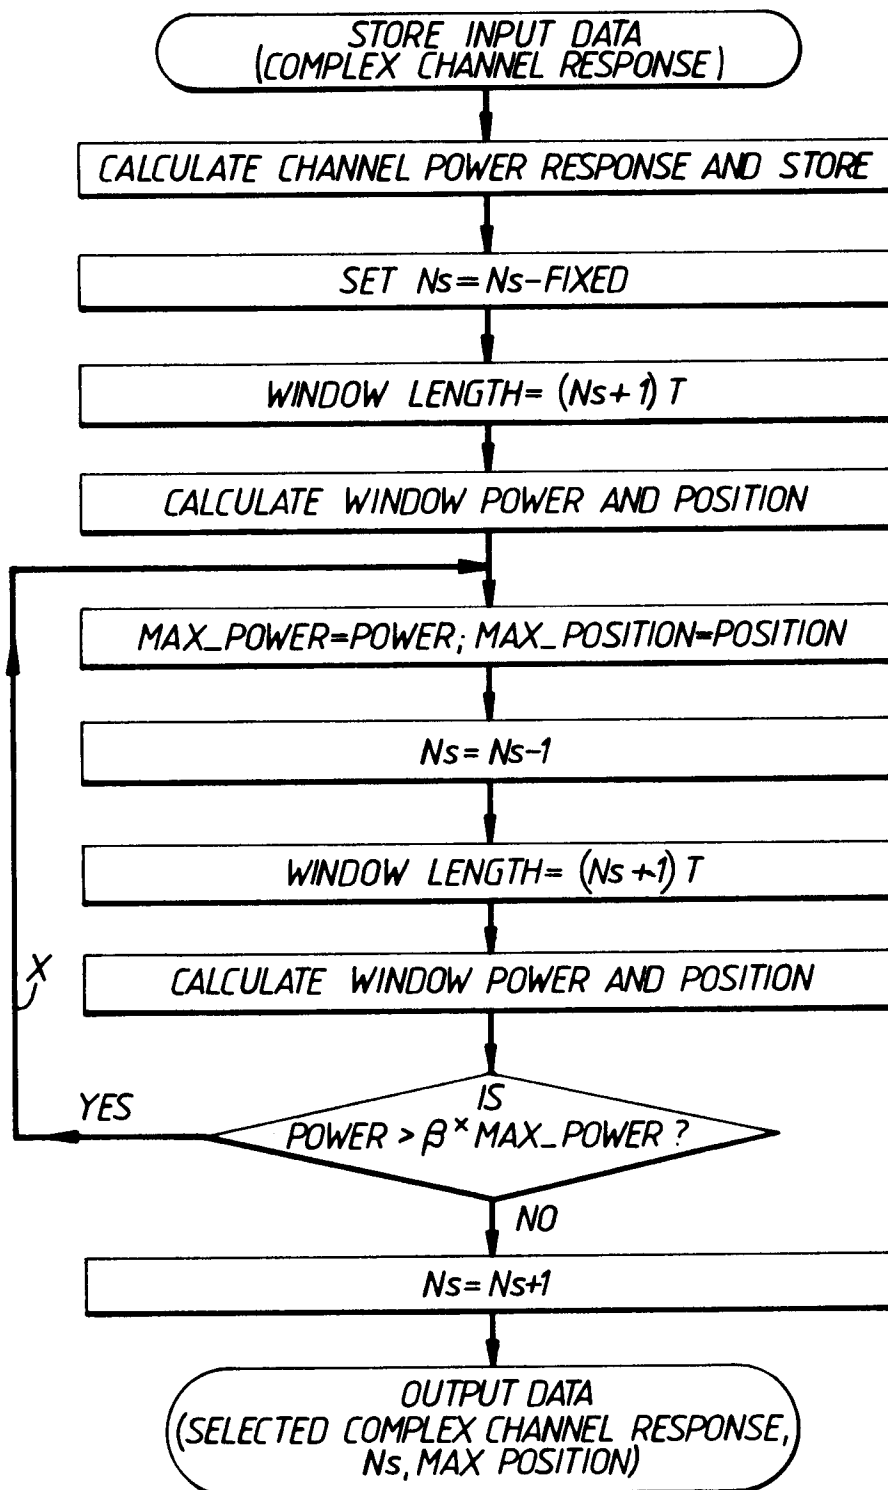 STORE INPUT DATA
(COMPLEX CHANNEL RESPONSE)
CALCULATE CHANNEL POWER RESPONSE AND STORE
SET Ns=Ns-FIXED
WINDOW LENGTH=(Ns+1)T
CALCULATE WINDOW POWER AND POSITION
MAX_POWER=POWER; MAX_POSITION=POSITION
Ns=Ns-1
WINDOW LENGTH=(Ns+1)T
X
CALCULATE WINDOW POWER AND POSITION
IS
YES
POWER > β × MAX_POWER ?
NO
Ns=Ns+1
OUTPUT DATA
(SELECTED COMPLEX CHANNEL RESPONSE,
Ns, MAX POSITION)